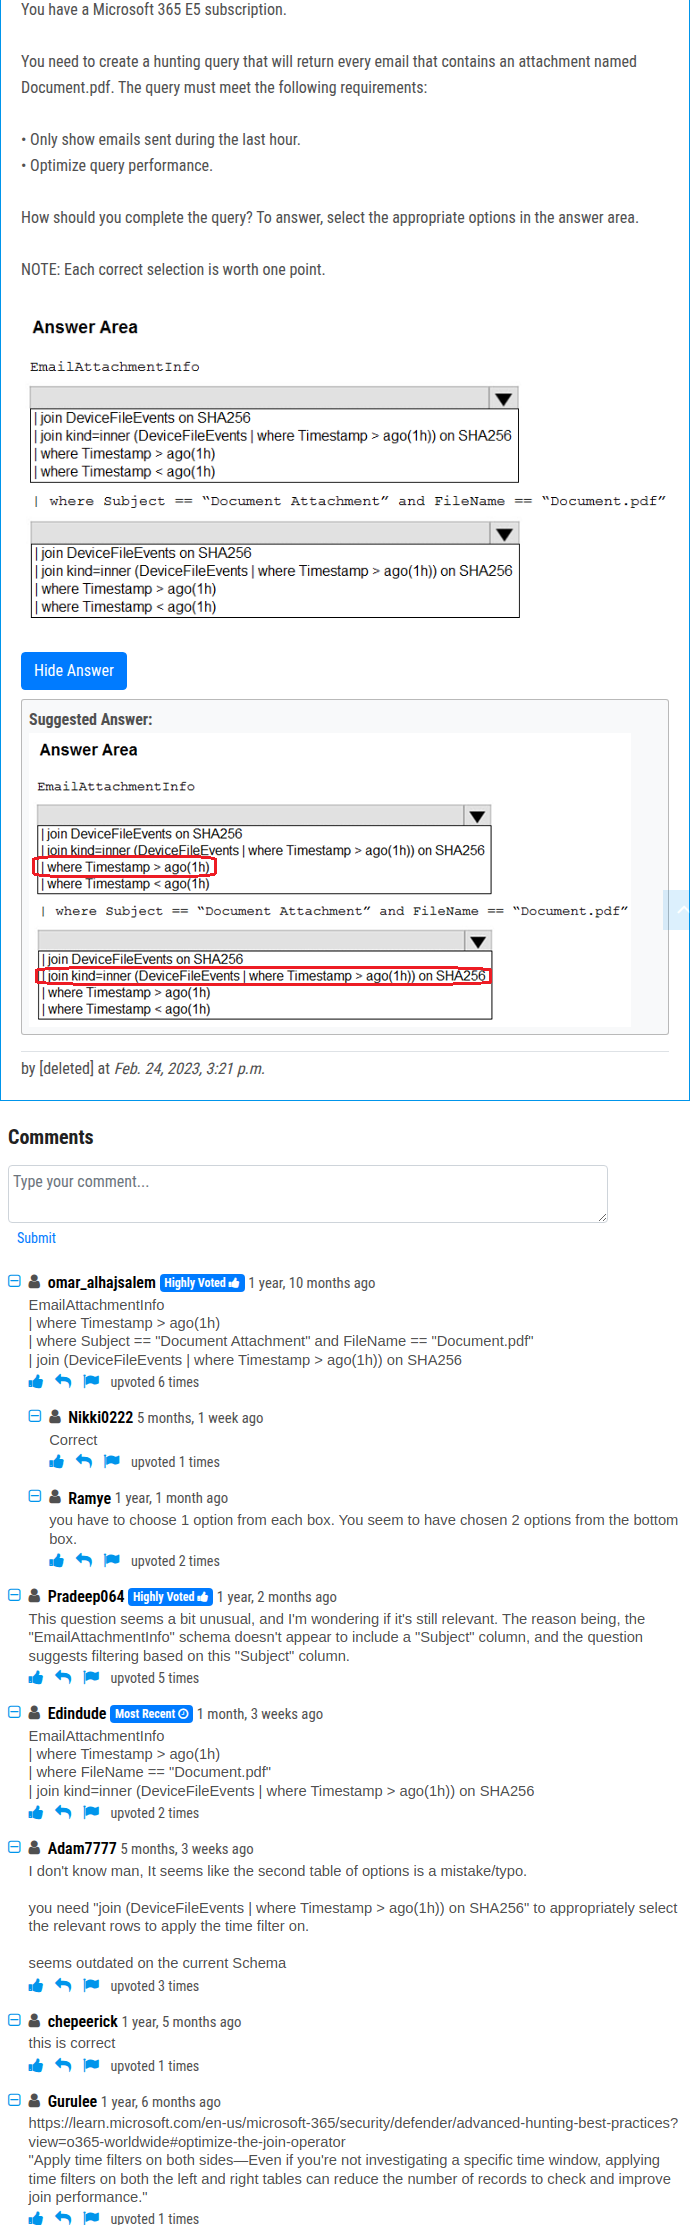 You have a Microsoft 365 E5 subscription.
You need to create a hunting query that will return every email that contains an attachment named
Document.pdf. The query must meet the following requirements:
• Only show emails sent during the last hour.
• Optimize query performance.
How should you complete the query? To answer, select the appropriate options in the answer area.
NOTE: Each correct selection is worth one point.
Answer Area
EmailAttachmentInfo
| join DeviceFileEvents on SHA256
| join kind=inner (DeviceFileEvents | where Timestamp > ago(1h)) on SHA256
| where Timestamp > ago(1h)
| where Timestamp < ago(1h)
| where Subject == “Document Attachment” and FileName == “Document.pdf”
| join DeviceFileEvents on SHA256
| join kind=inner (DeviceFileEvents | where Timestamp > ago(1h)) on SHA256
| where Timestamp > ago(1h)
| where Timestamp < ago(1h)
Hide Answer
Suggested Answer:
Answer Area
EmailAttachmentInfo
| join DeviceFileEvents on SHA256
| join kind=inner (DeviceFileEvents | where Timestamp > ago(1h)) on SHA256
| where Timestamp > ago(1h)
| where Timestamp < ago(1h)
| where Subject == “Document Attachment” and FileName == “Document.pdf”
| join DeviceFileEvents on SHA256
| join kind=inner (DeviceFileEvents | where Timestamp > ago(1h)) on SHA256
| where Timestamp > ago(1h)
| where Timestamp < ago(1h)
by [deleted] at Feb. 24, 2023, 3:21 p.m.
Comments
Type your comment...
Submit
omar_alhajsalem Highly Voted 1 year, 10 months ago
EmailAttachmentInfo
| where Timestamp > ago(1h)
| where Subject == "Document Attachment" and FileName == "Document.pdf"
| join (DeviceFileEvents | where Timestamp > ago(1h)) on SHA256
upvoted 6 times
Nikki0222 5 months, 1 week ago
Correct
upvoted 1 times
Ramye 1 year, 1 month ago
you have to choose 1 option from each box. You seem to have chosen 2 options from the bottom
box.
upvoted 2 times
Pradeep064 Highly Voted 1 year, 2 months ago
This question seems a bit unusual, and I'm wondering if it's still relevant. The reason being, the
"EmailAttachmentInfo" schema doesn't appear to include a "Subject" column, and the question
suggests filtering based on this "Subject" column.
upvoted 5 times
Edindude Most Recent 1 month, 3 weeks ago
EmailAttachmentInfo
| where Timestamp > ago(1h)
| where FileName == "Document.pdf"
| join kind=inner (DeviceFileEvents | where Timestamp > ago(1h)) on SHA256
upvoted 2 times
Adam7777 5 months, 3 weeks ago
I don't know man, It seems like the second table of options is a mistake/typo.
you need "join (DeviceFileEvents | where Timestamp > ago(1h)) on SHA256" to appropriately select
the relevant rows to apply the time filter on.
seems outdated on the current Schema
upvoted 3 times
chepeerick 1 year, 5 months ago
this is correct
upvoted 1 times
Gurulee 1 year, 6 months ago
https://learn.microsoft.com/en-us/microsoft-365/security/defender/advanced-hunting-best-practices?
view=o365-worldwide#optimize-the-join-operator
"Apply time filters on both sides—Even if you're not investigating a specific time window, applying
time filters on both the left and right tables can reduce the number of records to check and improve
join performance."
upvoted 1 times